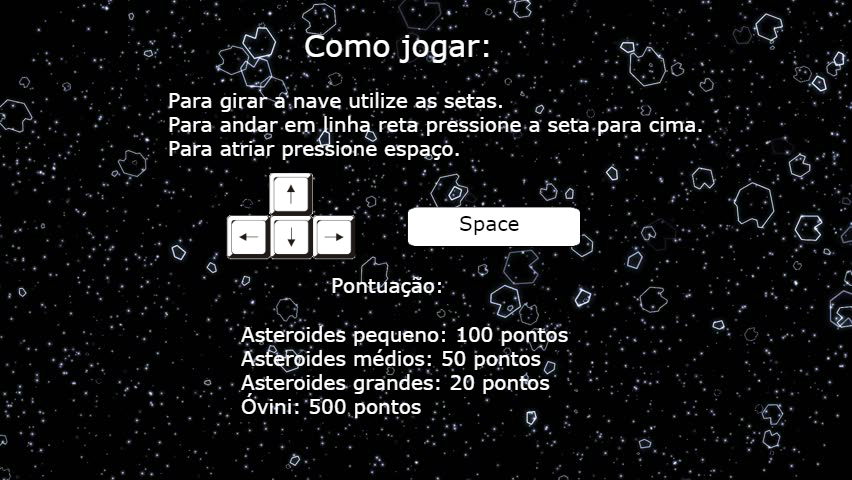 Como jogar:
Para girar a nave utilize as setas.
Para andar em linha reta pressione a seta para cima.
Para atriar pressione espaço.
Space
Pontuação:
Asteroides pequeno: 100 pontos
Asteroides médios: 50 pontos
Asteroides grandes: 20 pontos
Óvini: 500 pontos